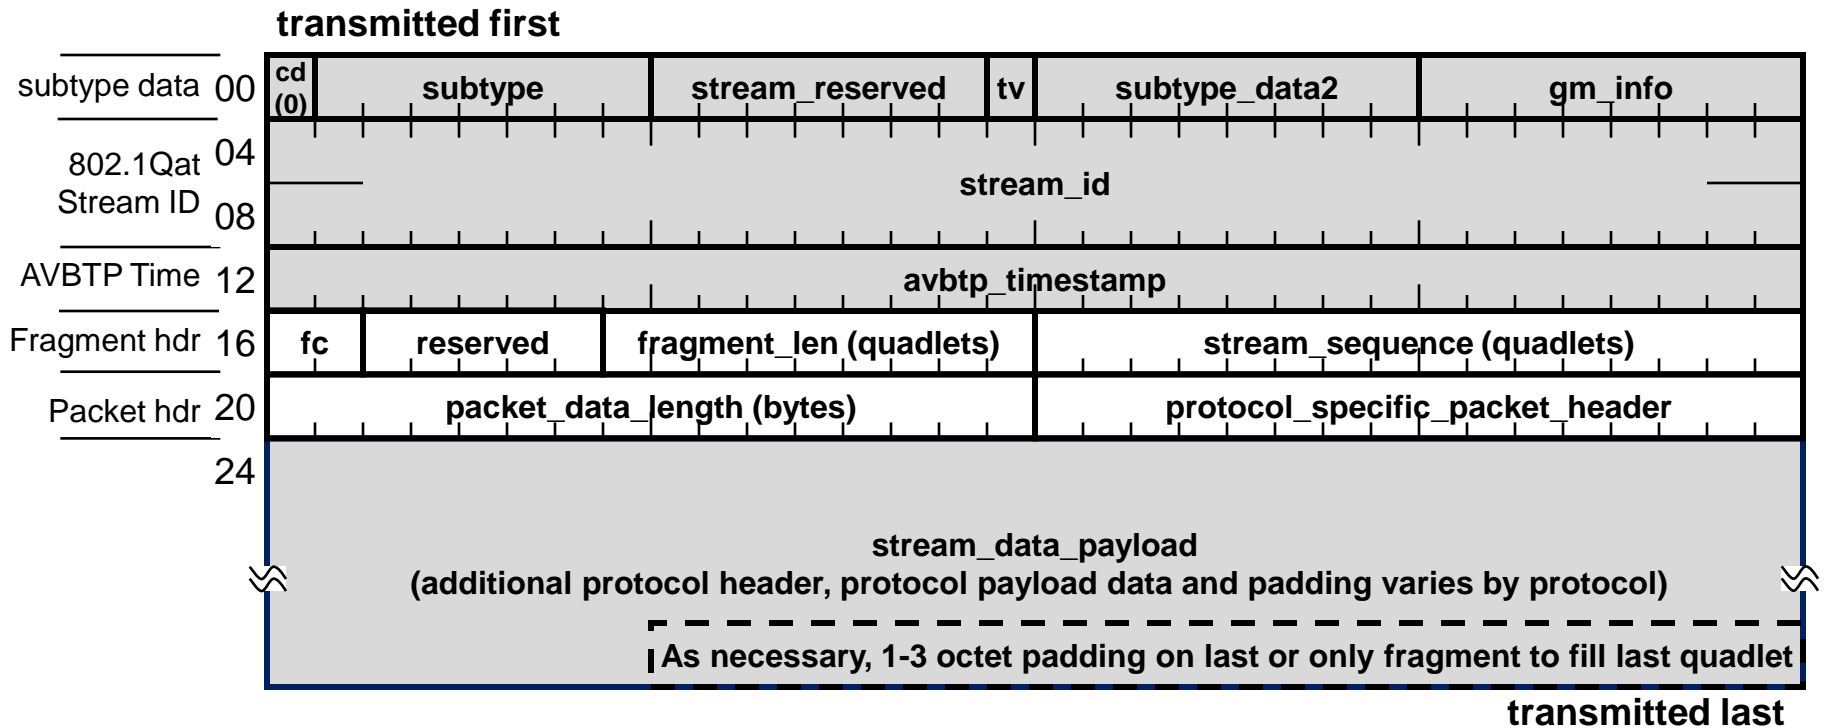 transmitted first
subtype data 00 cd (0) subtype stream_reserved tv subtype_data2 gm_info
04
802.1Qat
Stream ID
stream_id
08
AVBTP Time 12 avbtp_timestamp
Fragment hdr 16 fc reserved fragment_len (quadlets) stream_sequence (quadlets)
Packet hdr 20 packet_data_length (bytes) protocol_specific_packet_header
24
stream_data_payload
(additional protocol header, protocol payload data and padding varies by protocol)
As necessary, 1-3 octet padding on last or only fragment to fill last quadlet
transmitted last